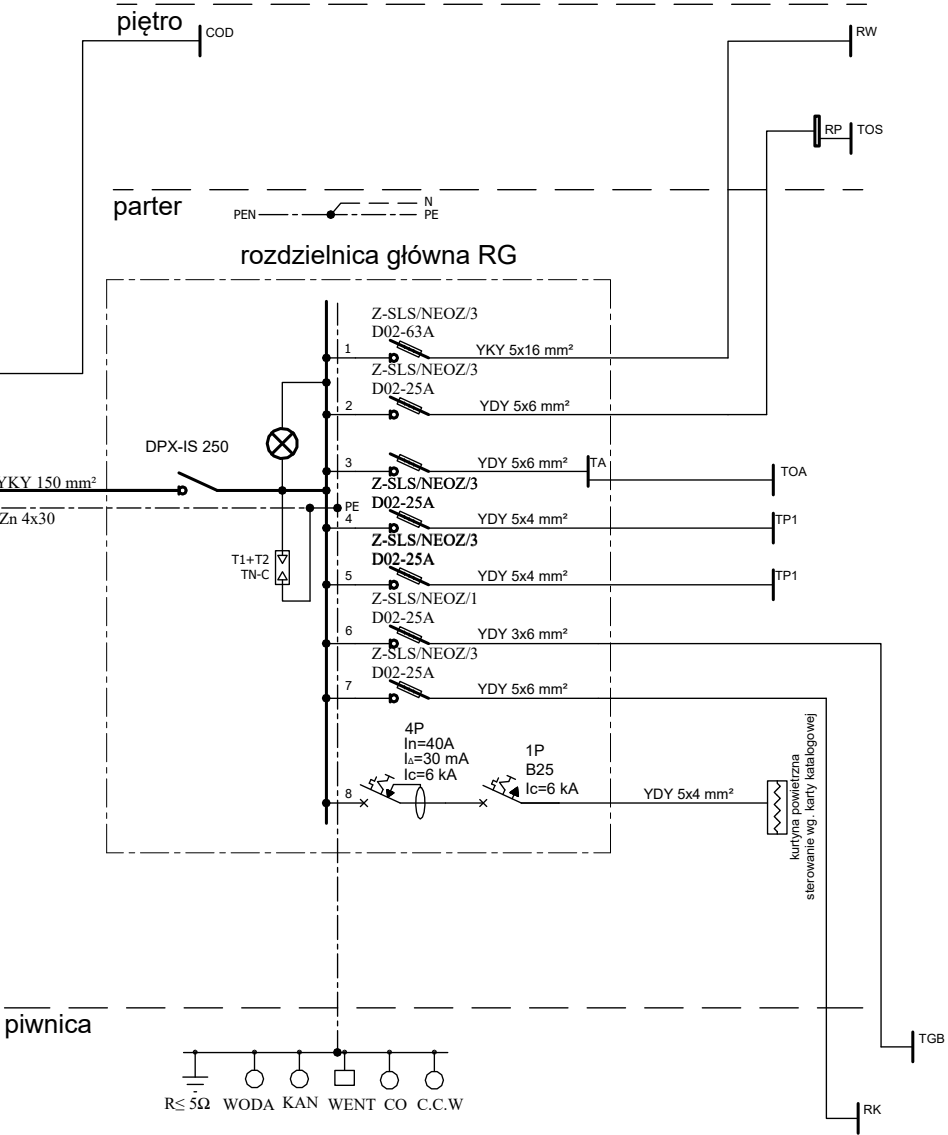 piętro
COD
RW
RP
TOS
parter
PEN
N
PE
rozdzielnica główna RG
Z-SLS/NEOZ/3
D02-63A
1
YKY 5x16 mm²
Z-SLS/NEOZ/3
D02-25A
2
YDY 5x6 mm²
DPX-IS 250
3
YDY 5x6 mm²
TA
TOA
YKY 150 mm²
Zn 4x30
Z-SLS/NEOZ/3
D02-25A
PE
4
YDY 5x4 mm²
TP1
Z-SLS/NEOZ/3
D02-25A
T1+T2
TN-C
5
YDY 5x4 mm²
TP1
Z-SLS/NEOZ/1
D02-25A
6
YDY 3x6 mm²
Z-SLS/NEOZ/3
D02-25A
7
YDY 5x6 mm²
4P
In=40A
I∆=30 mA
Ic=6 kA
1P
B25
Ic=6 kA
8
YDY 5x4 mm²
kurtyna powietrzna
sterowanie wg. karty katalogowej
piwnica
TGB
R≤ 5Ω
WODA
KAN
WENT
CO
C.C.W
RK